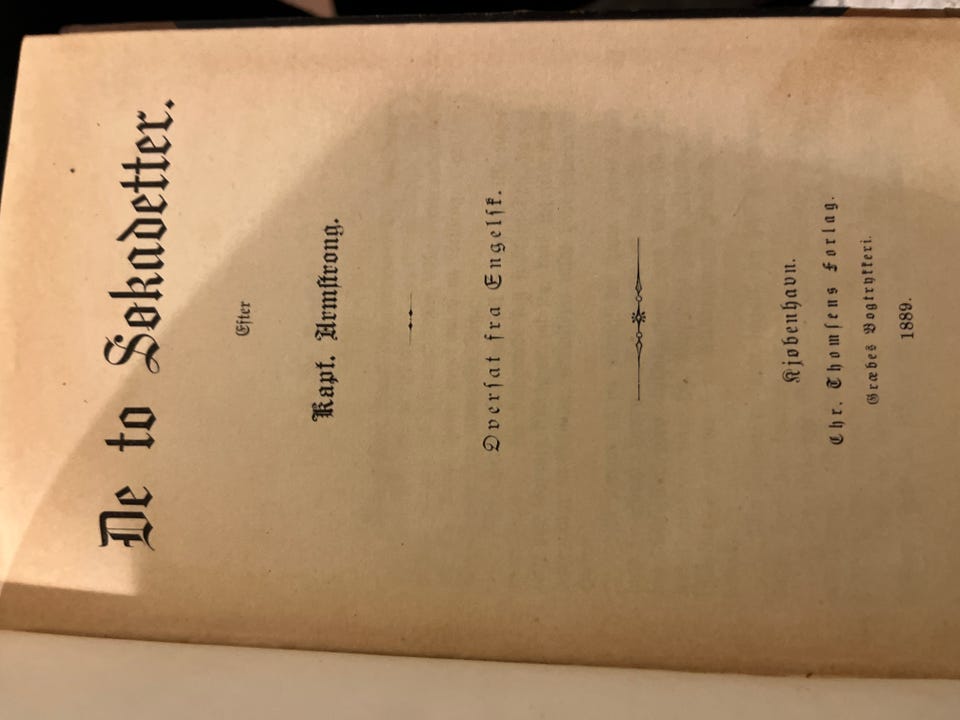 De to Søkadetter.
Efter
Kapt. Armstrong.
Oversat fra Engelsk.
Kjøbenhavn.
Chr. Thomsens Forlag.
Græbes Bogtrykkeri.
1889.